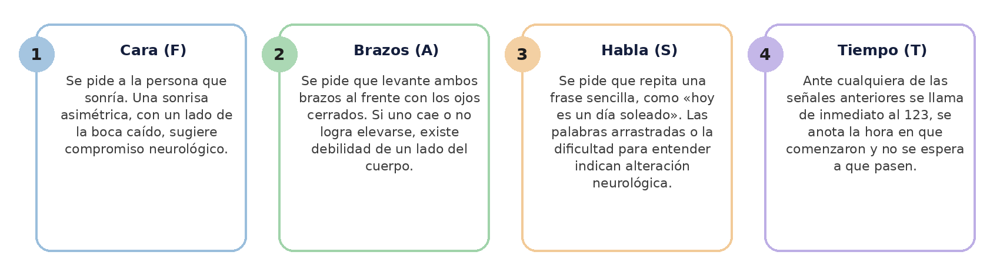 1
Cara (F)
Se pide a la persona que
sonría. Una sonrisa
asimétrica, con un lado de
la boca caído, sugiere
compromiso neurológico.
2
Brazos (A)
Se pide que levante ambos
brazos al frente con los ojos
cerrados. Si uno cae o no
logra elevarse, existe
debilidad de un lado del
cuerpo.
3
Habla (S)
Se pide que repita una
frase sencilla, como «hoy
es un día soleado». Las
palabras arrastradas o la
dificultad para entender
indican alteración
neurológica.
4
Tiempo (T)
Ante cualquiera de las
señales anteriores se llama
de inmediato al 123, se
anota la hora en que
comenzaron y no se espera
a que pasen.